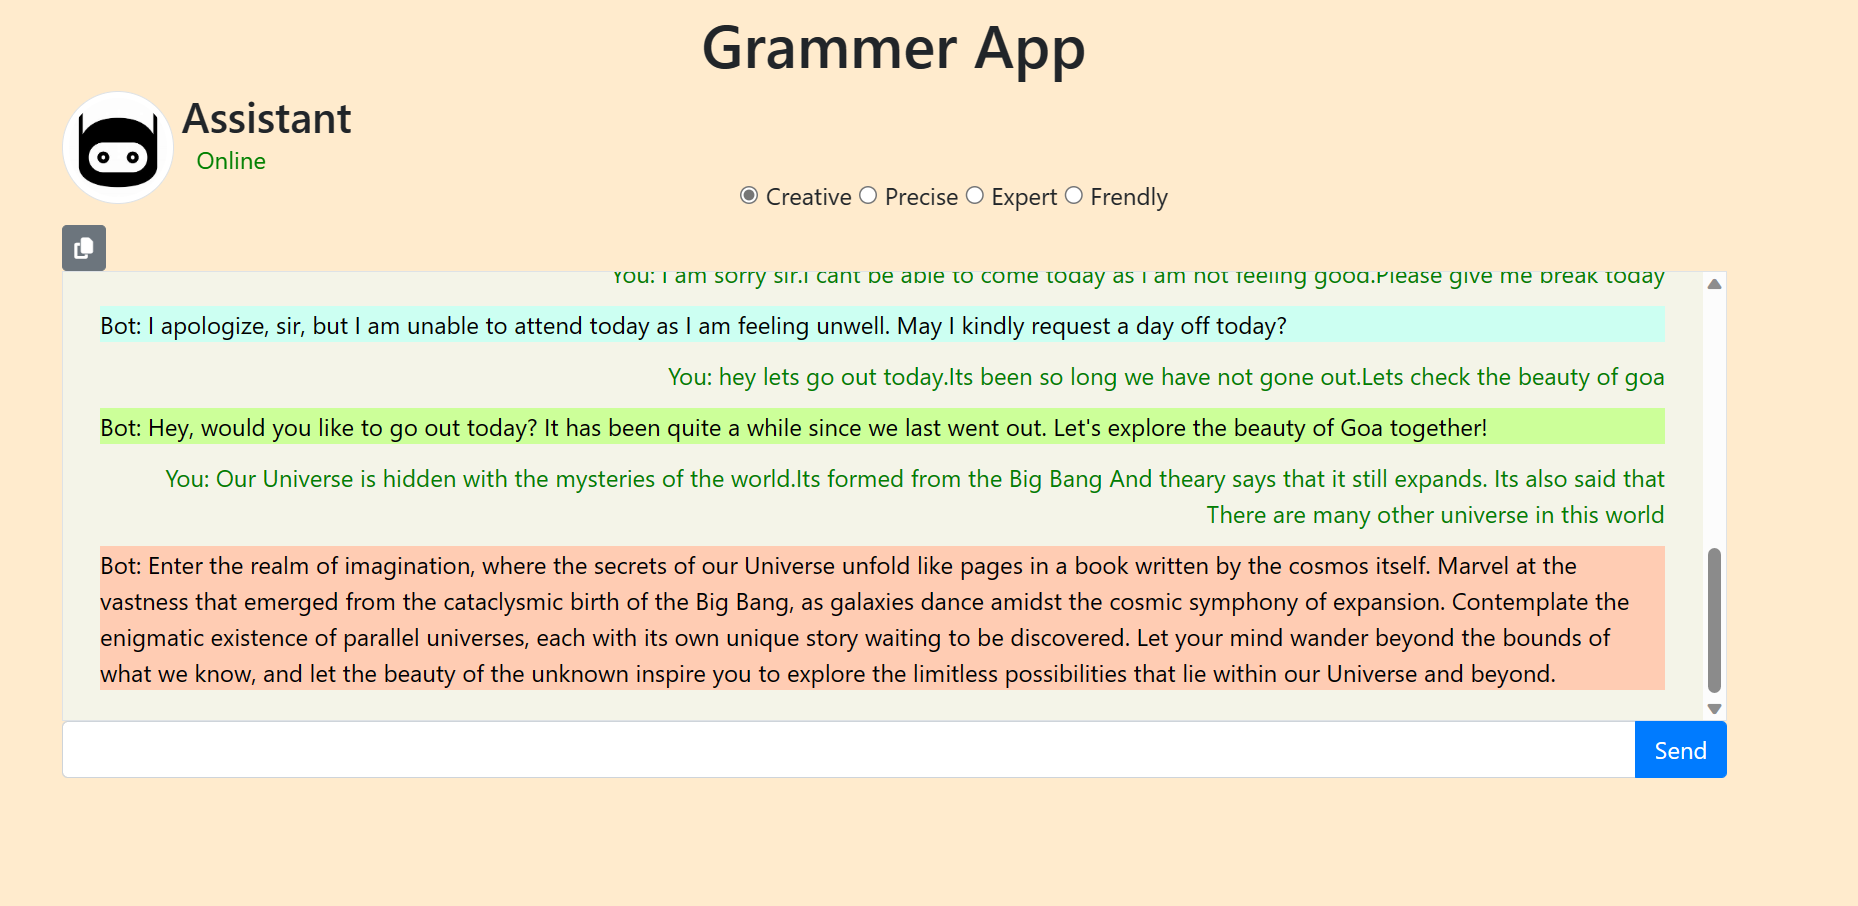 Grammer App
Assistant
Online
Creative Precise Expert Frendly
You: I am sorry sir.I cant be able to come today as I am not feeling good.Please give me break today
Bot: I apologize, sir, but I am unable to attend today as I am feeling unwell. May I kindly request a day off today?
You: hey lets go out today.Its been so long we have not gone out.Lets check the beauty of goa
Bot: Hey, would you like to go out today? It has been quite a while since we last went out. Let's explore the beauty of Goa together!
You: Our Universe is hidden with the mysteries of the world.Its formed from the Big Bang And theary says that it still expands. Its also said that
There are many other universe in this world
Bot: Enter the realm of imagination, where the secrets of our Universe unfold like pages in a book written by the cosmos itself. Marvel at the
vastness that emerged from the cataclysmic birth of the Big Bang, as galaxies dance amidst the cosmic symphony of expansion. Contemplate the
enigmatic existence of parallel universes, each with its own unique story waiting to be discovered. Let your mind wander beyond the bounds of
what we know, and let the beauty of the unknown inspire you to explore the limitless possibilities that lie within our Universe and beyond.
Send